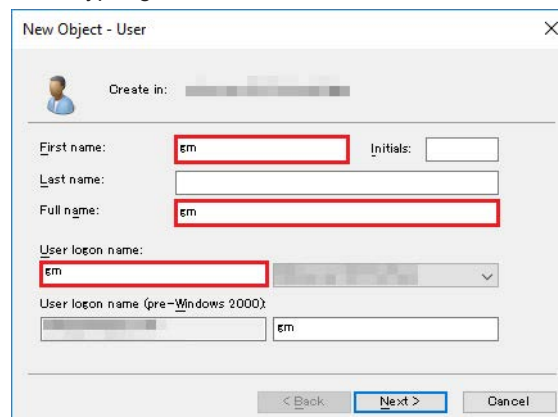 New Object - User
Create in:
First name: gm Initials:
Last name:
Full name: gm
User logon name:
gm
User logon name (pre-Windows 2000):
gm
< Back Next > Cancel